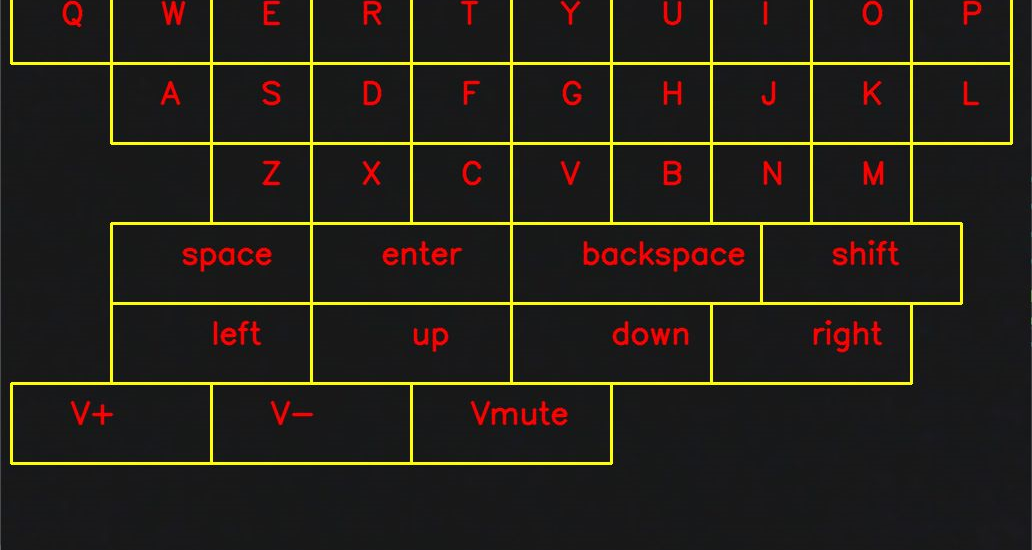 Q W E R T Y U I O P
A S D F G H J K L
Z X C V B N M
space enter backspace shift
left up down right
V+ V− Vmute